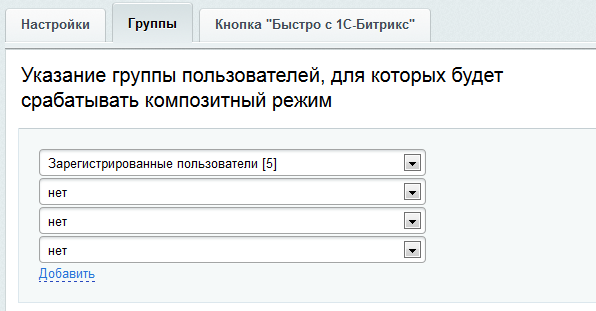 Настройки
Группы
Кнопка "Быстро с 1С-Битрикс"
Указание группы пользователей, для которых будет
срабатывать композитный режим
Зарегистрированные пользователи [5]
нет
нет
нет
Добавить